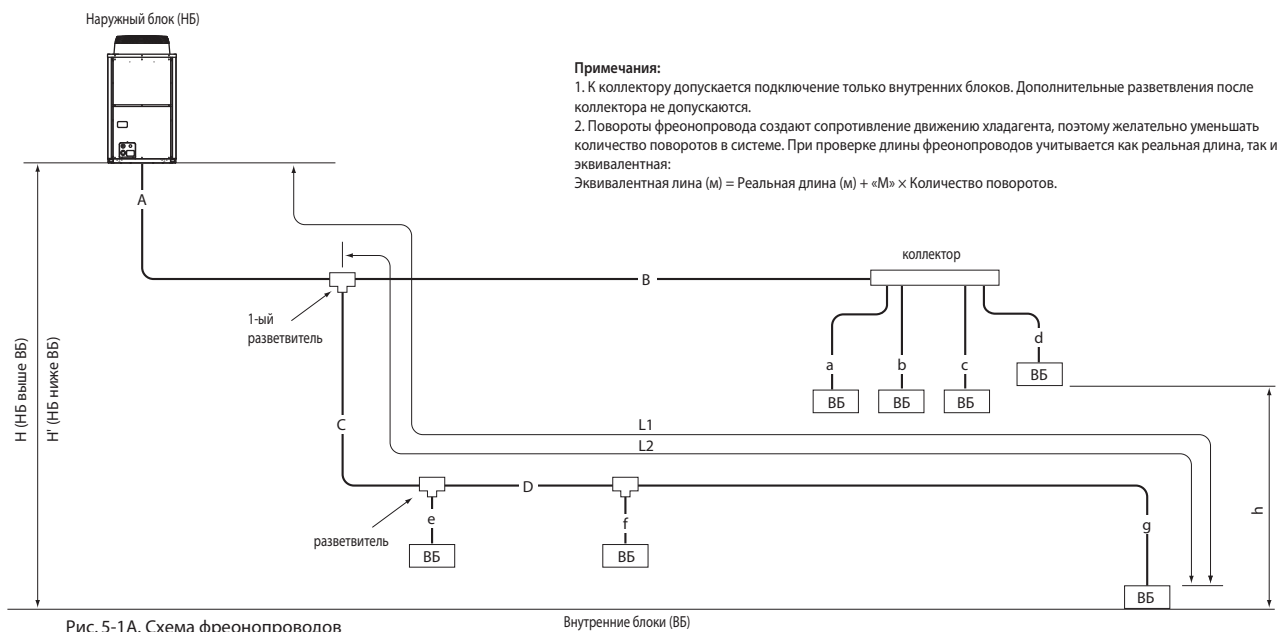 Наружный блок (НБ)
Примечания:
1. К коллектору допускается подключение только внутренних блоков. Дополнительные разветвления после
коллектора не допускаются.
2. Повороты фреонопровода создают сопротивление движению хладагента, поэтому желательно уменьшать
количество поворотов в системе. При проверке длины фреонопроводов учитывается как реальная длина, так и
эквивалентная:
Эквивалентная лина (м) = Реальная длина (м) + «М» × Количество поворотов.
A
коллектор
B
1-ый
разветвитель
H (НБ выше ВБ)
H' (НБ ниже ВБ)
a
b
c
d
ВБ
ВБ
ВБ
ВБ
C
L1
L2
D
e
f
g
h
разветвитель
ВБ
ВБ
ВБ
Рис. 5-1А. Схема фреонопроводов
Внутренние блоки (ВБ)